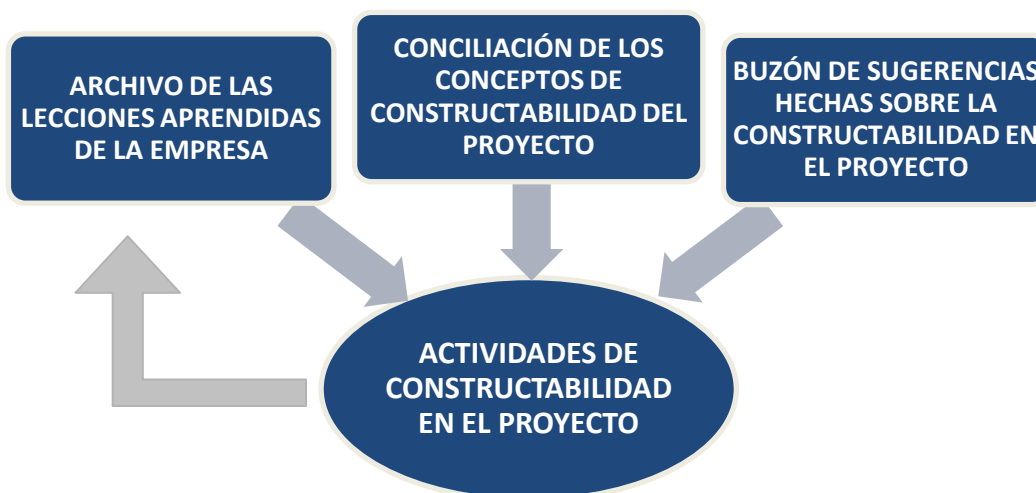 ARCHIVO DE LAS
LECCIONES APRENDIDAS
DE LA EMPRESA
CONCILIACIÓN DE LOS
CONCEPTOS DE
CONSTRUCTABILIDAD DEL
PROYECTO
BUZÓN DE SUGERENCIAS
HECHAS SOBRE LA
CONSTRUCTABILIDAD EN
EL PROYECTO
ACTIVIDADES DE
CONSTRUCTABILIDAD
EN EL PROYECTO